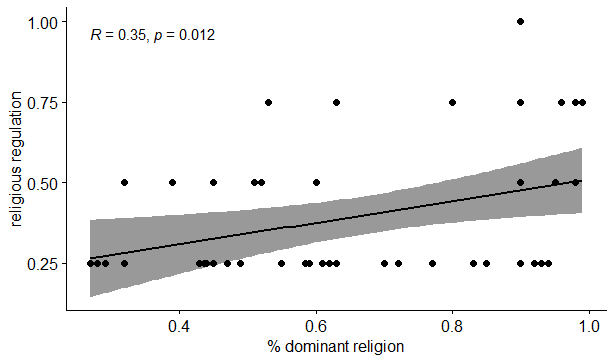 R = 0.35, p = 0.012
religious regulation
1.00
0.75
0.50
0.25
0.4 0.6 0.8 1.0
% dominant religion